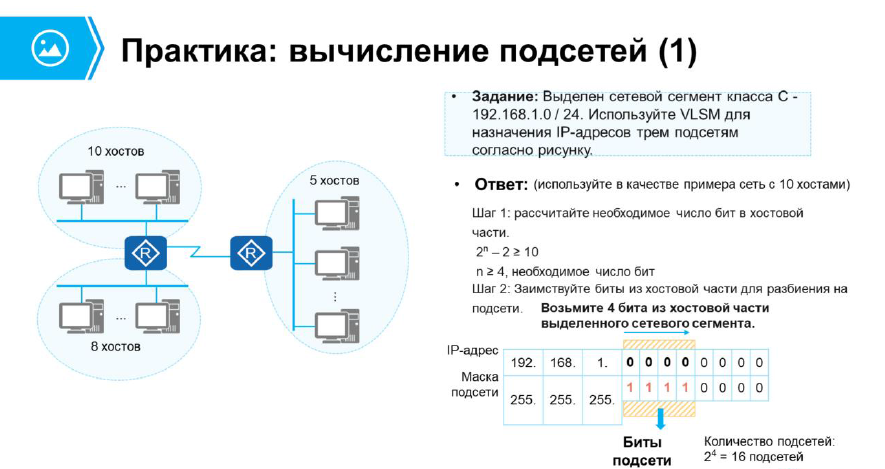 Практика: вычисление подсетей (1)
• Задание: Выделен сетевой сегмент класса C -
192.168.1.0 / 24. Используйте VLSM для
назначения IP-адресов трем подсетям
согласно рисунку.
10 хостов
...
5 хостов
R
R
...
...
8 хостов
• Ответ: (используйте в качестве примера сеть с 10 хостами)
Шаг 1: рассчитайте необходимое число бит в хостовой
части.
2ⁿ – 2 ≥ 10
n ≥ 4, необходимое число бит
Шаг 2: Заимствуйте биты из хостовой части для разбиения на
подсети. Возьмите 4 бита из хостовой части
выделенного сетевого сегмента.
IP-адрес 192. 168. 1. 0 0 0 0 0 0 0 0
Маска
подсети
255. 255. 255. 1 1 1 1 0 0 0 0
Биты
подсети
Количество подсетей:
2⁴ = 16 подсетей